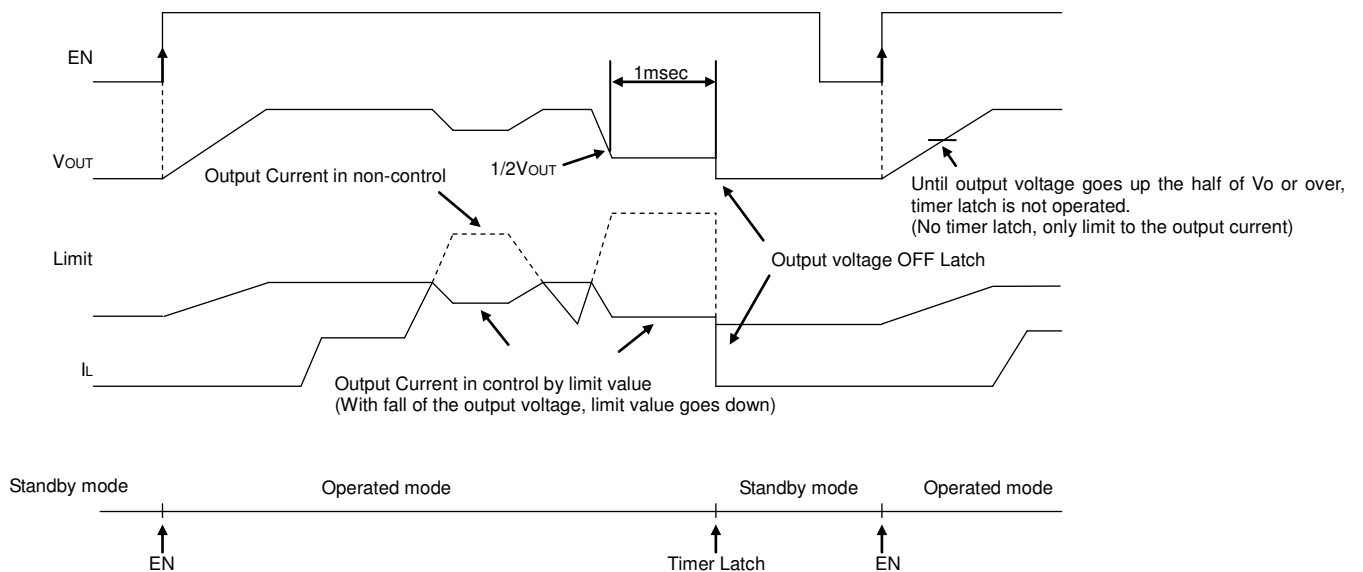 EN
1msec
VOUT
1/2VOUT
Output Current in non-control
Until output voltage goes up the half of Vo or over,
timer latch is not operated.
(No timer latch, only limit to the output current)
Limit
Output voltage OFF Latch
IL
Output Current in control by limit value
(With fall of the output voltage, limit value goes down)
Standby mode
Operated mode
Standby mode
Operated mode
EN
Timer Latch
EN